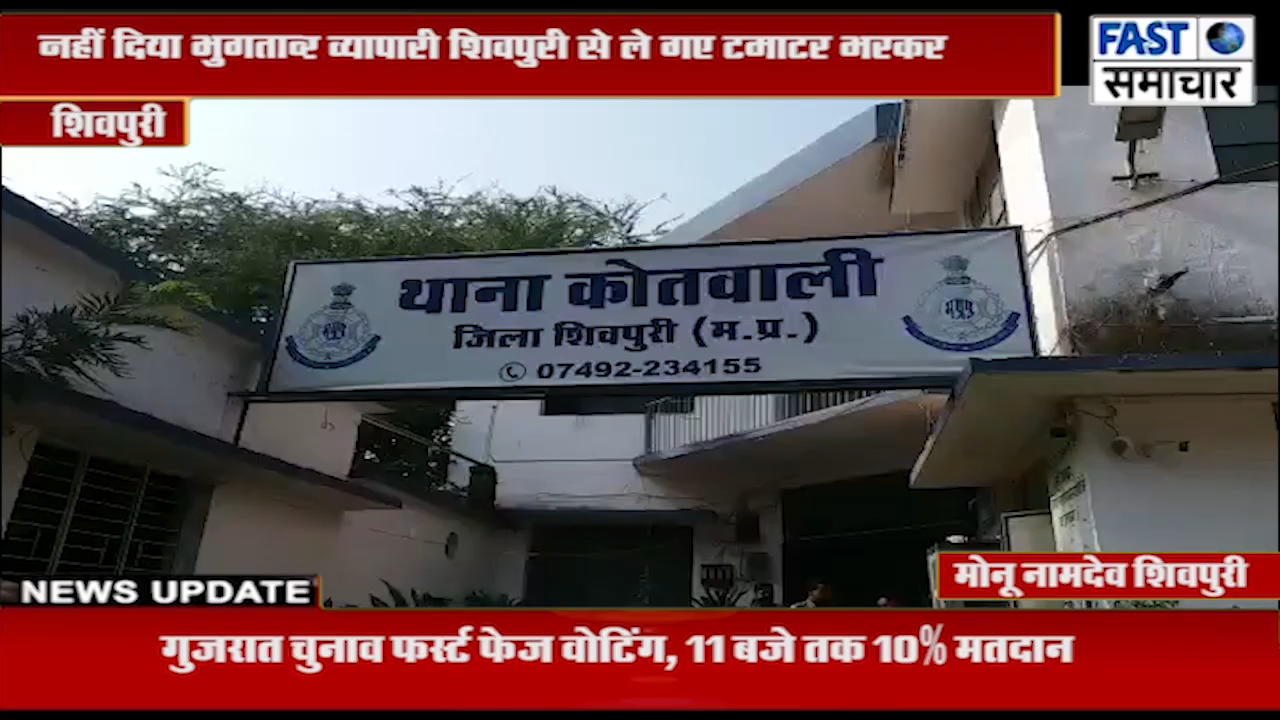 नहीं दिया भुगतान व्यापारी शिवपुरी से ले गए टमाटर भरकर
FAST
समाचार
शिवपुरी
थाना कोतवाली
जिला शिवपुरी (म.प्र.)
07492-234155
मोनू नामदेव शिवपुरी
NEWS UPDATE
गुजरात चुनाव फर्स्ट फेज वोटिंग, 11 बजे तक 10% मतदान